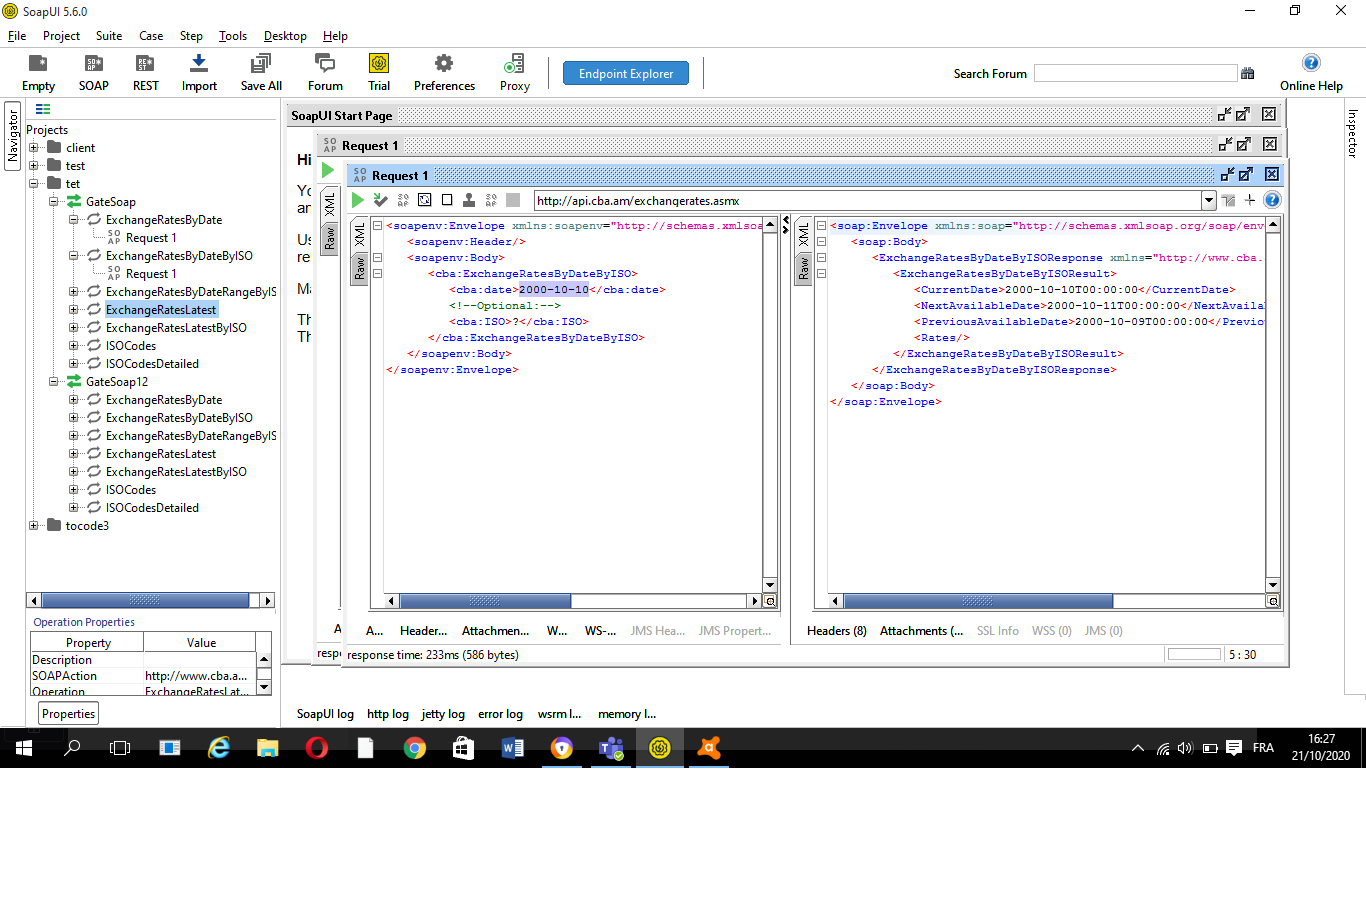 SoapUI 5.6.0
File Project Suite Case Step Tools Desktop Help
Empty SOAP REST Import Save All Forum Trial Preferences Proxy Endpoint Explorer Search Forum Online Help
Navigator
Projects
client
test
tet
GateSoap
ExchangeRatesByDate
Request 1
ExchangeRatesByDateByISO
Request 1
ExchangeRatesByDateRangeByIS
ExchangeRatesLatest
ExchangeRatesLatestByISO
ISOCodes
ISOCodesDetailed
GateSoap12
ExchangeRatesByDate
ExchangeRatesByDateByISO
ExchangeRatesByDateRangeByIS
ExchangeRatesLatest
ExchangeRatesLatestByISO
ISOCodes
ISOCodesDetailed
tocode3
Operation Properties
Property Value
Description
SOAPAction http://www.cba.a...
Operation ExchangeRatesLat...
Properties
SoapUI Start Page
Hi
Yo
an
Us
re
Ma
Th
Th
Request 1
XML
Raw
A
resp
Request 1
http://api.cba.am/exchangerates.asmx
XML
Raw
<soapenv:Envelope xmlns:soapenv="http://schemas.xmlsoa
<soapenv:Header/>
<soapenv:Body>
<cba:ExchangeRatesByDateByISO>
<cba:date>2000-10-10</cba:date>
<!--Optional:-->
<cba:ISO>?</cba:ISO>
</cba:ExchangeRatesByDateByISO>
</soapenv:Body>
</soapenv:Envelope>
A... Header... Attachmen... W... WS-... JMS Hea... JMS Propert...
XML
Raw
<soap:Envelope xmlns:soap="http://schemas.xmlsoap.org/soap/env
<soap:Body>
<ExchangeRatesByDateByISOResponse xmlns="http://www.cba.
<ExchangeRatesByDateByISOResult>
<CurrentDate>2000-10-10T00:00:00</CurrentDate>
<NextAvailableDate>2000-10-11T00:00:00</NextAvaila
<PreviousAvailableDate>2000-10-09T00:00:00</Previo
<Rates/>
</ExchangeRatesByDateByISOResult>
</ExchangeRatesByDateByISOResponse>
</soap:Body>
</soap:Envelope>
Headers (8) Attachments (... SSL Info WSS (0) JMS (0)
response time: 233ms (586 bytes)
5 : 30
Inspector
SoapUI log http log jetty log error log wsrm l... memory l...
FRA
16:27
21/10/2020